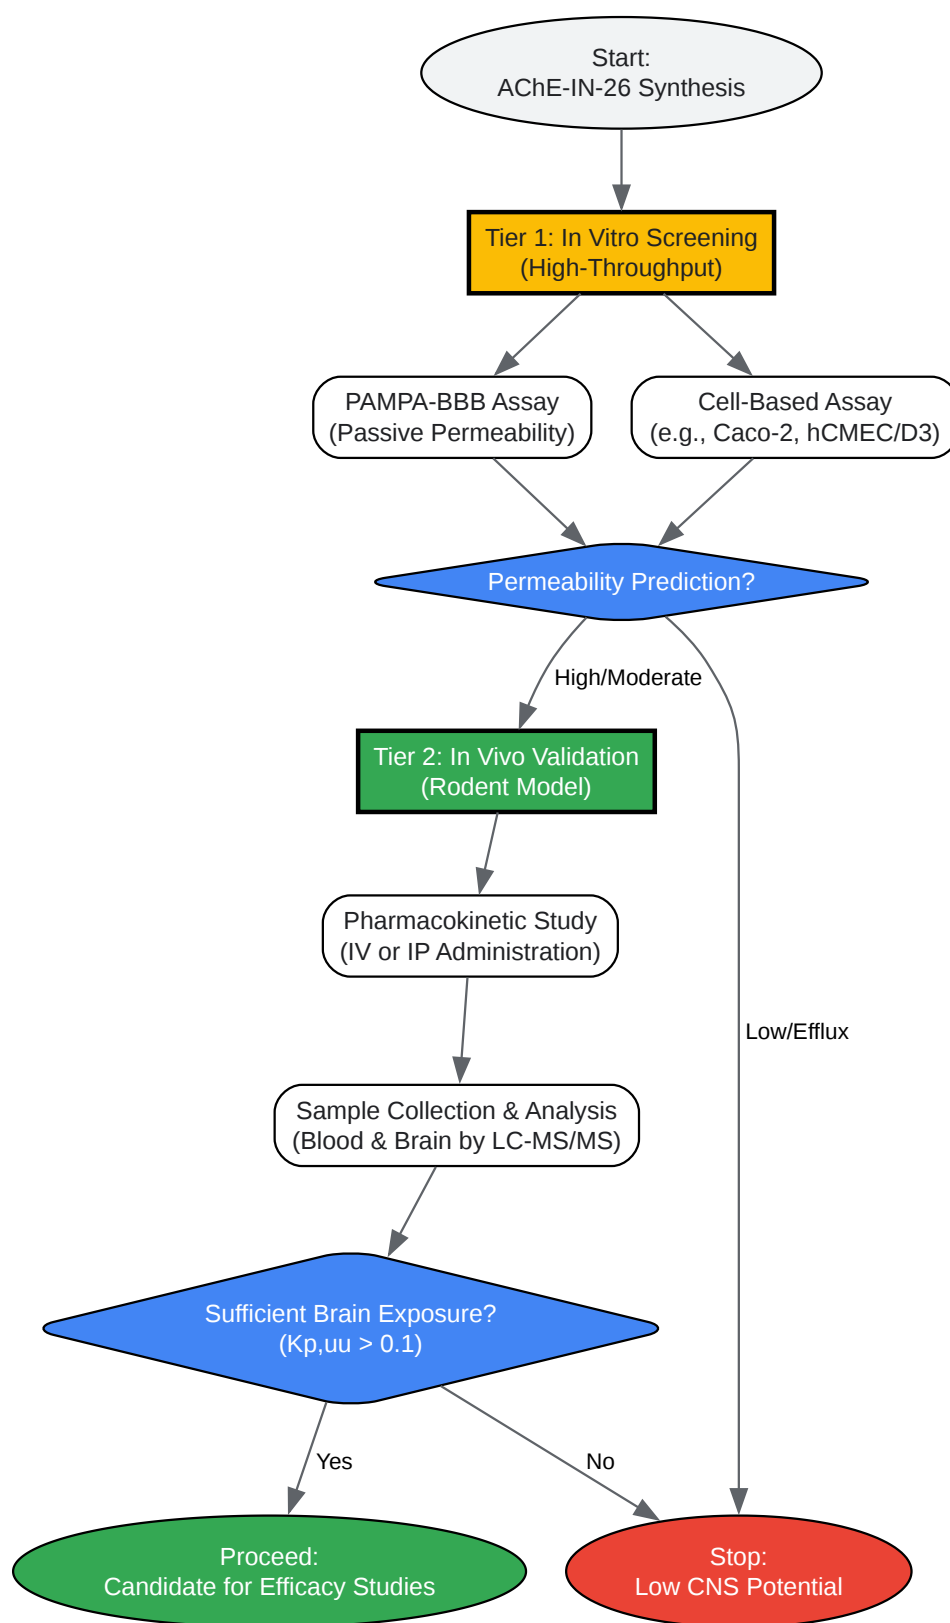 Start:
AChE-IN-26 Synthesis
Tier 1: In Vitro Screening
(High-Throughput)
PAMPA-BBB Assay
(Passive Permeability)
Cell-Based Assay
(e.g., Caco-2, hCMEC/D3)
Permeability Prediction?
High/Moderate
Tier 2: In Vivo Validation
(Rodent Model)
Pharmacokinetic Study
(IV or IP Administration)
Low/Efflux
Sample Collection & Analysis
(Blood & Brain by LC-MS/MS)
Sufficient Brain Exposure?
(Kp,uu > 0.1)
Yes
No
Proceed:
Candidate for Efficacy Studies
Stop:
Low CNS Potential